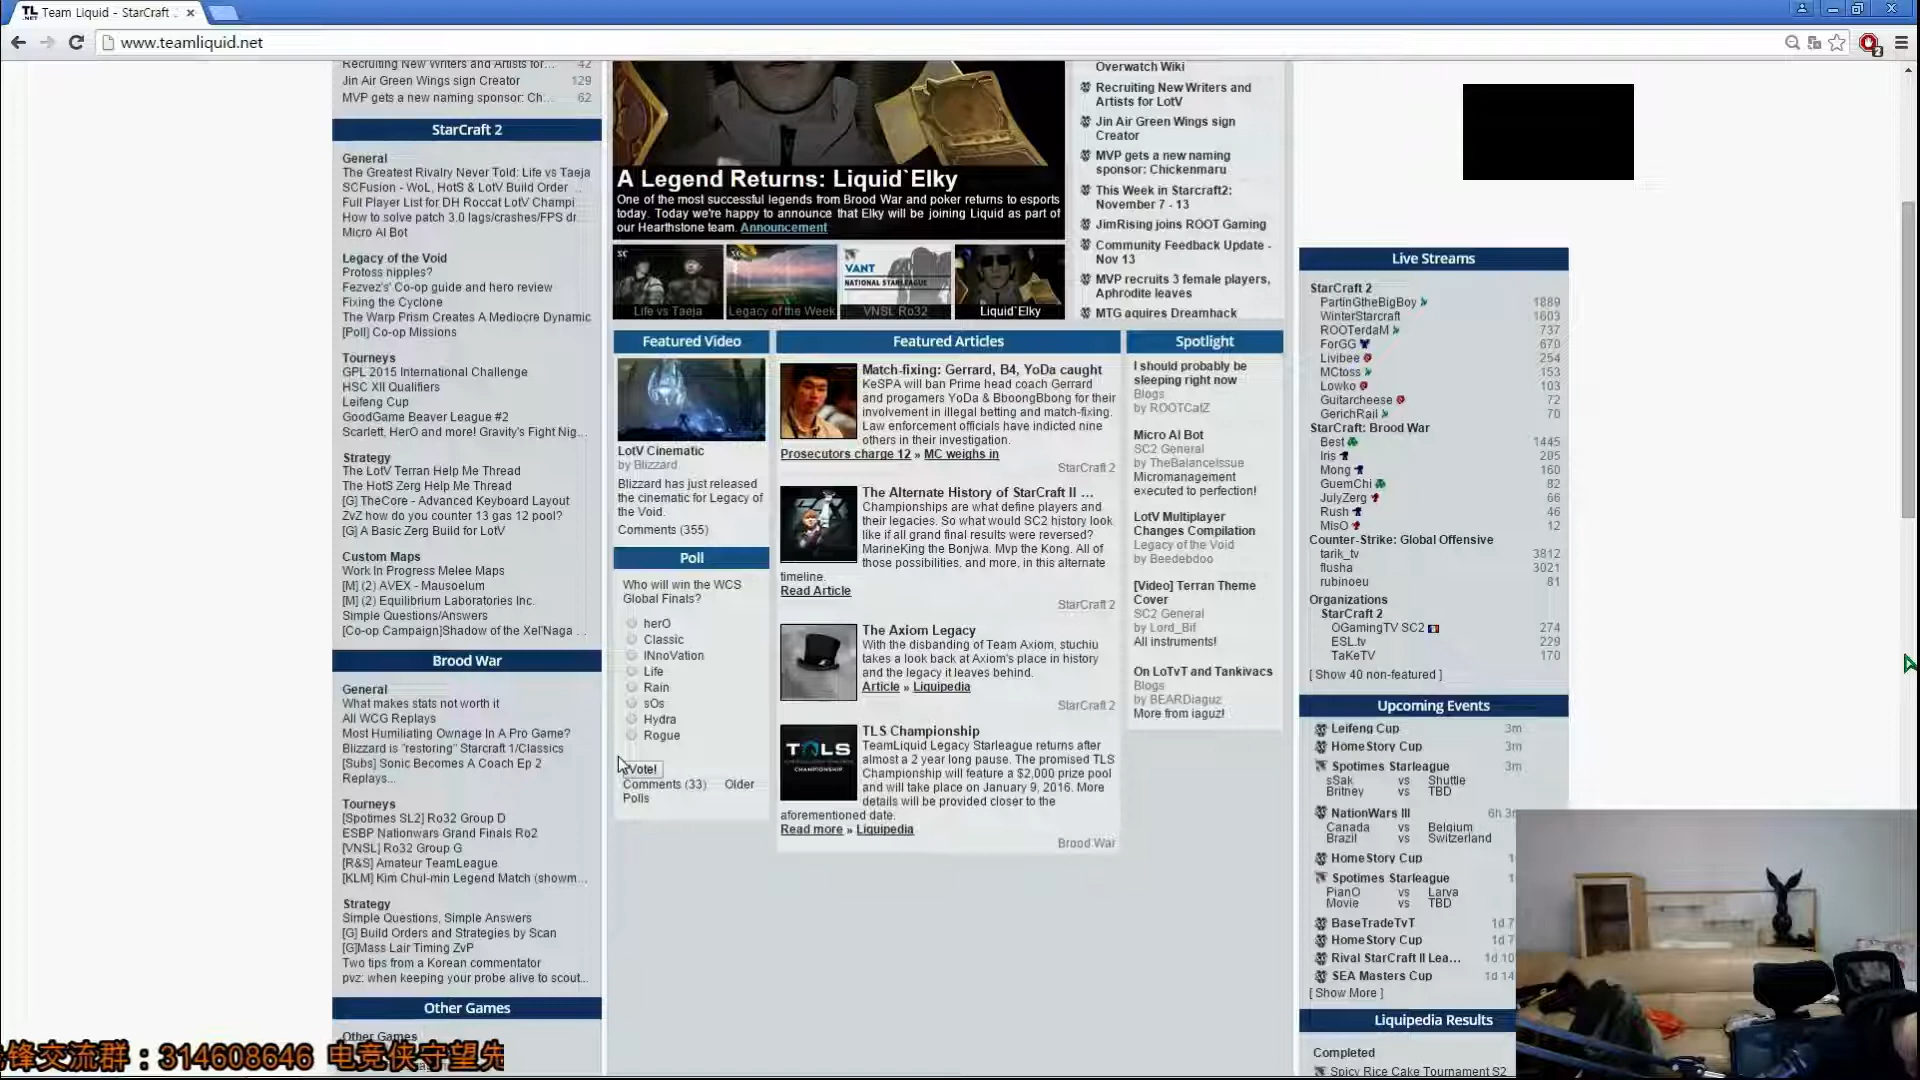 Team Liquid - StarCraft
www.teamliquid.net
Recruiting New Writers and Artists for... 42
Jin Air Green Wings sign Creator 129
MVP gets a new naming sponsor: Ch... 62
StarCraft 2
General
The Greatest Rivalry Never Told: Life vs Taeja
SCFusion - WoL, HotS & LotV Build Order ...
Full Player List for DH Roccat LotV Champi
How to solve patch 3.0 lags/crashes/FPS dr
Micro AI Bot
Legacy of the Void
Protoss nipples?
Fezvez's' Co-op guide and hero review
Fixing the Cyclone
The Warp Prism Creates A Mediocre Dynamic
[Poll] Co-op Missions
Tourneys
GPL 2015 International Challenge
HSC XII Qualifiers
Leifeng Cup
GoodGame Beaver League #2
Scarlett, HerO and more! Gravity's Fight Nig...
Strategy
The LotV Terran Help Me Thread
The HotS Zerg Help Me Thread
[G] TheCore - Advanced Keyboard Layout
ZvZ how do you counter 13 gas 12 pool?
[G] A Basic Zerg Build for LotV
Custom Maps
Work In Progress Melee Maps
[M] (2) AVEX - Mausoelum
[M] (2) Equilibrium Laboratories Inc.
Simple Questions/Answers
[Co-op Campaign]Shadow of the Xel'Naga ...
Brood War
General
What makes stats not worth it
All WCG Replays
Most Humiliating Ownage In A Pro Game?
Blizzard is "restoring" Starcraft 1/Classics
[Subs] Sonic Becomes A Coach Ep 2
Replays...
Tourneys
[Spotimes SL2] Ro32 Group D
ESBP Nationwars Grand Finals Ro2
[VNSL] Ro32 Group G
[R&S] Amateur TeamLeague
[KLM] Kim Chul-min Legend Match (showm...
Strategy
Simple Questions, Simple Answers
[G] Build Orders and Strategies by Scan
[G]Mass Lair Timing ZvP
Two tips from a Korean commentator
pvz: when keeping your probe alive to scout...
Other Games
Other Games
A Legend Returns: Liquid`Elky
One of the most successful legends from Brood War and poker returns to esports
today. Today we're happy to announce that Elky will be joining Liquid as part of
our Hearthstone team. Announcement
VANT
NATIONAL STARLEAGUE
Life vs Taeja
Legacy of the Week
VNSL Ro32
Liquid`Elky
Overwatch Wiki
Recruiting New Writers and
Artists for LotV
Jin Air Green Wings sign
Creator
MVP gets a new naming
sponsor: Chickenmaru
This Week in Starcraft2:
November 7 - 13
JimRising joins ROOT Gaming
Community Feedback Update -
Nov 13
MVP recruits 3 female players,
Aphrodite leaves
MTG aquires Dreamhack
Featured Video
LotV Cinematic
by Blizzard
Blizzard has just released
the cinematic for Legacy of
the Void.
Comments (355)
Poll
Who will win the WCS
Global Finals?
herO
Classic
INnoVation
Life
Rain
sOs
Hydra
Rogue
Vote!
Comments (33) Older
Polls
Featured Articles
Match-fixing: Gerrard, B4, YoDa caught
KeSPA will ban Prime head coach Gerrard
and progamers YoDa & BboongBbong for their
involvement in illegal betting and match-fixing.
Law enforcement officials have indicted nine
others in their investigation.
Prosecutors charge 12 » MC weighs in
StarCraft 2
The Alternate History of StarCraft II ...
Championships are what define players and
their legacies. So what would SC2 history look
like if all grand final results were reversed?
MarineKing the Bonjwa. Mvp the Kong. All of
those possibilities, and more, in this alternate
timeline.
Read Article
StarCraft 2
The Axiom Legacy
With the disbanding of Team Axiom, stuchiu
takes a look back at Axiom's place in history
and the legacy it leaves behind.
Article » Liquipedia
StarCraft 2
TLS
CHAMPIONSHIP
TLS Championship
TeamLiquid Legacy Starleague returns after
almost a 2 year long pause. The promised TLS
Championship will feature a $2,000 prize pool
and will take place on January 9, 2016. More
details will be provided closer to the
aforementioned date.
Read more » Liquipedia
Brood War
Spotlight
I should probably be
sleeping right now
Blogs
by ROOTCatZ
Micro AI Bot
SC2 General
by TheBalanceIssue
Micromanagement
executed to perfection!
LotV Multiplayer
Changes Compilation
Legacy of the Void
by Beedebdoo
[Video] Terran Theme
Cover
SC2 General
by Lord_Bif
All instruments!
On LoTvT and Tankivacs
Blogs
by BEARDiaguz
More from iaguz!
Live Streams
StarCraft 2
PartinGtheBigBoy 1889
WinterStarcraft 1603
ROOTerdaM 737
ForGG 670
Livibee 254
MCtoss 153
Lowko 103
Guitarcheese 72
GerichRail 70
StarCraft: Brood War
Best 1445
Iris 205
Mong 160
GuemChi 82
JulyZerg 66
Rush 46
MisO 12
Counter-Strike: Global Offensive
tarik_tv 3812
flusha 3021
rubinoeu 81
Organizations
StarCraft 2
OGamingTV SC2 274
ESL.tv 229
TaKeTV 170
[ Show 40 non-featured ]
Upcoming Events
Leifeng Cup 3m
HomeStory Cup 3m
Spotimes Starleague 3m
sSak vs Shuttle
Britney vs TBD
NationWars III 6h 3
Canada vs Belgium
Brazil vs Switzerland
HomeStory Cup 1
Spotimes Starleague 1
PianO vs Larva
Movie vs TBD
BaseTradeTvT 1d 7
HomeStory Cup 1d 7
Rival StarCraft II Lea... 1d 10
SEA Masters Cup 1d 14
[ Show More ]
Liquipedia Results
Completed
Spicy Rice Cake Tournament S2
锋交流群：314608646 电竞侠守望先